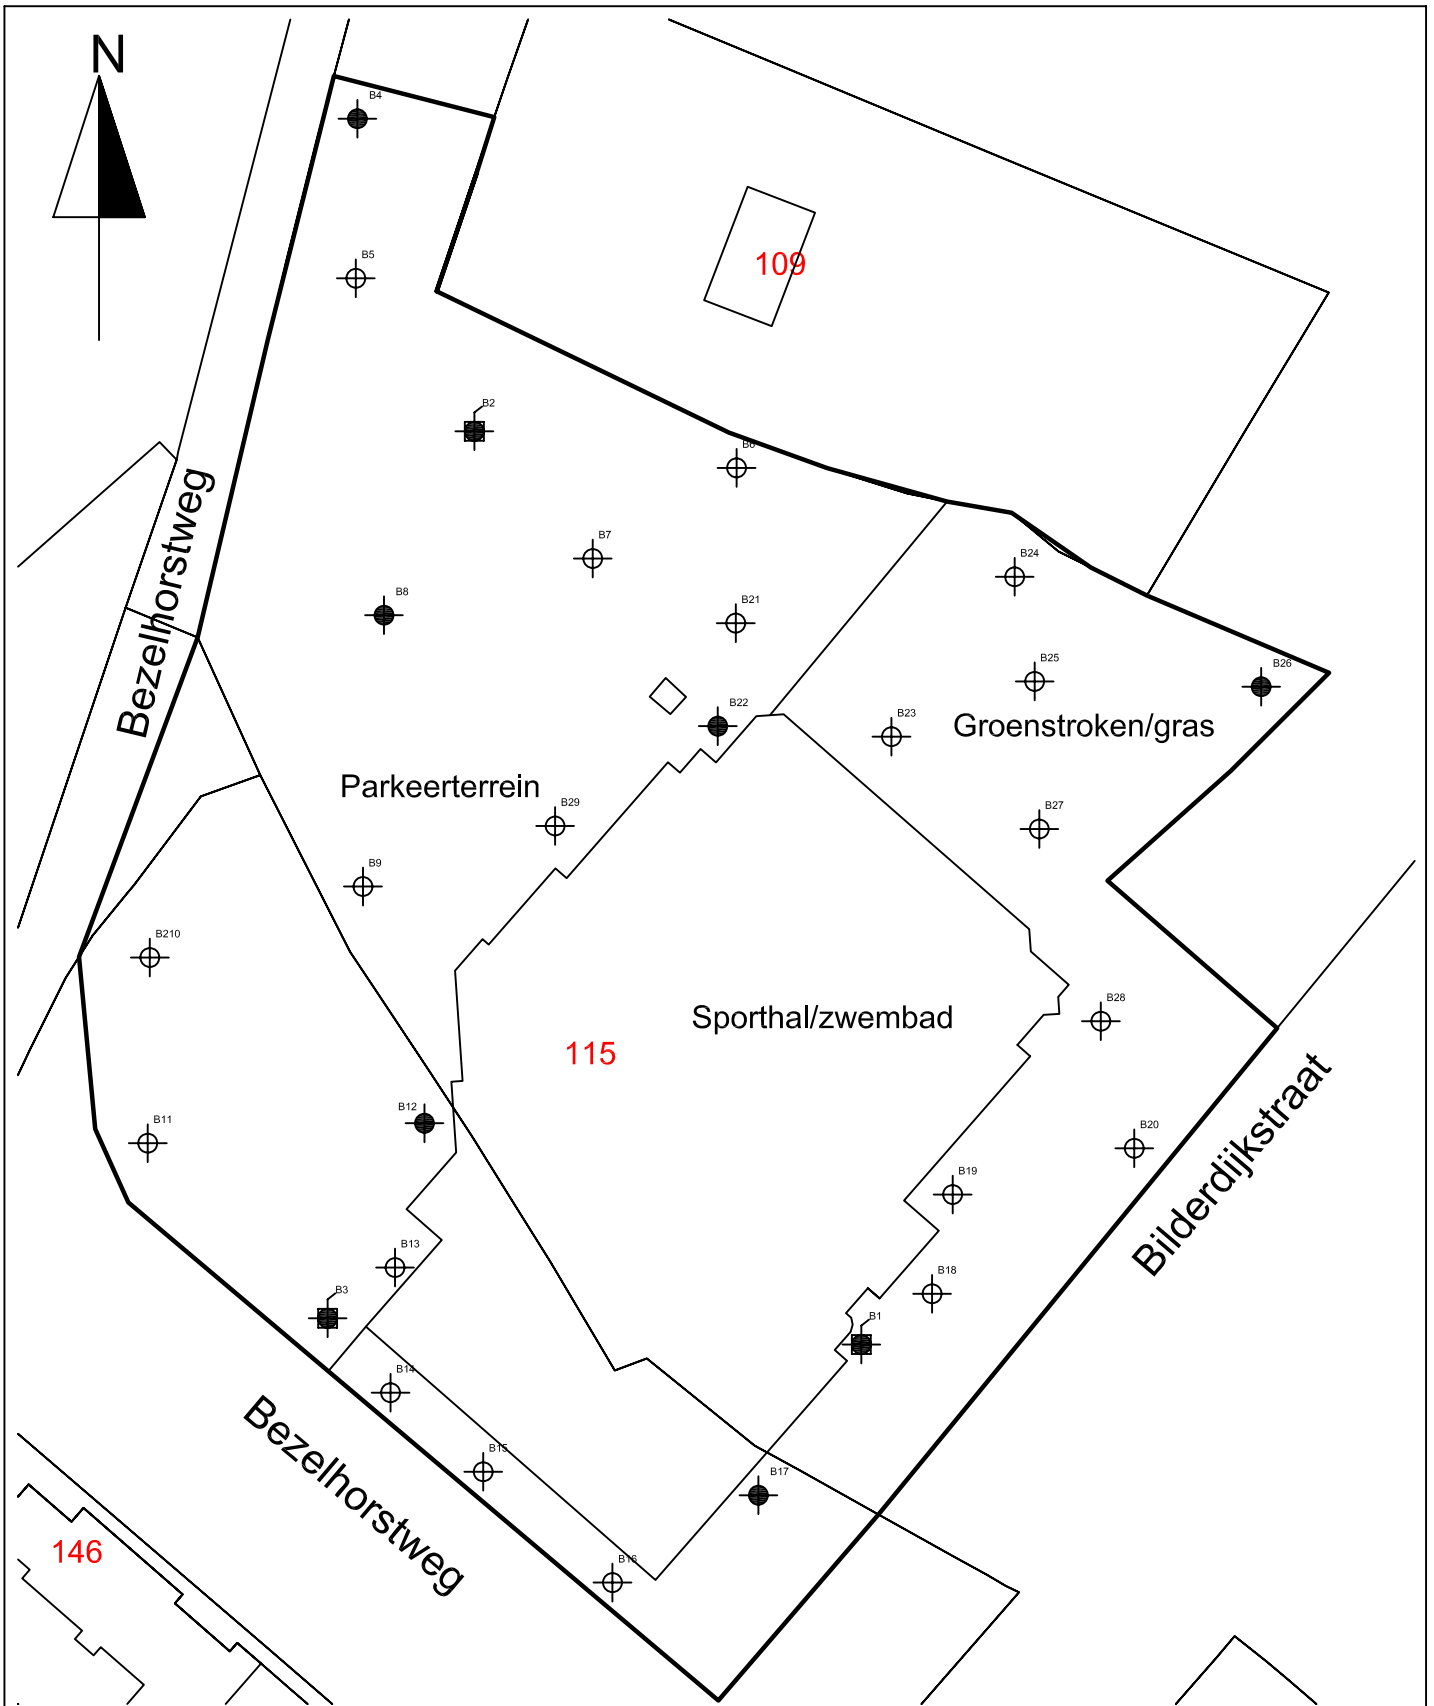 N
B4
B5
109
B2
B6
Bezelhorstweg
B7
B24
B8
B21
B25
B26
B22
B23
Groenstroken/gras
Parkeerterrein
B29
B27
B9
B210
B28
Sporthal/zwembad
115
B12
B11
B20
Bilderdijkstraat
B19
B13
B18
B3
B1
B14
Bezelhorstweg
B15
B17
146
B16